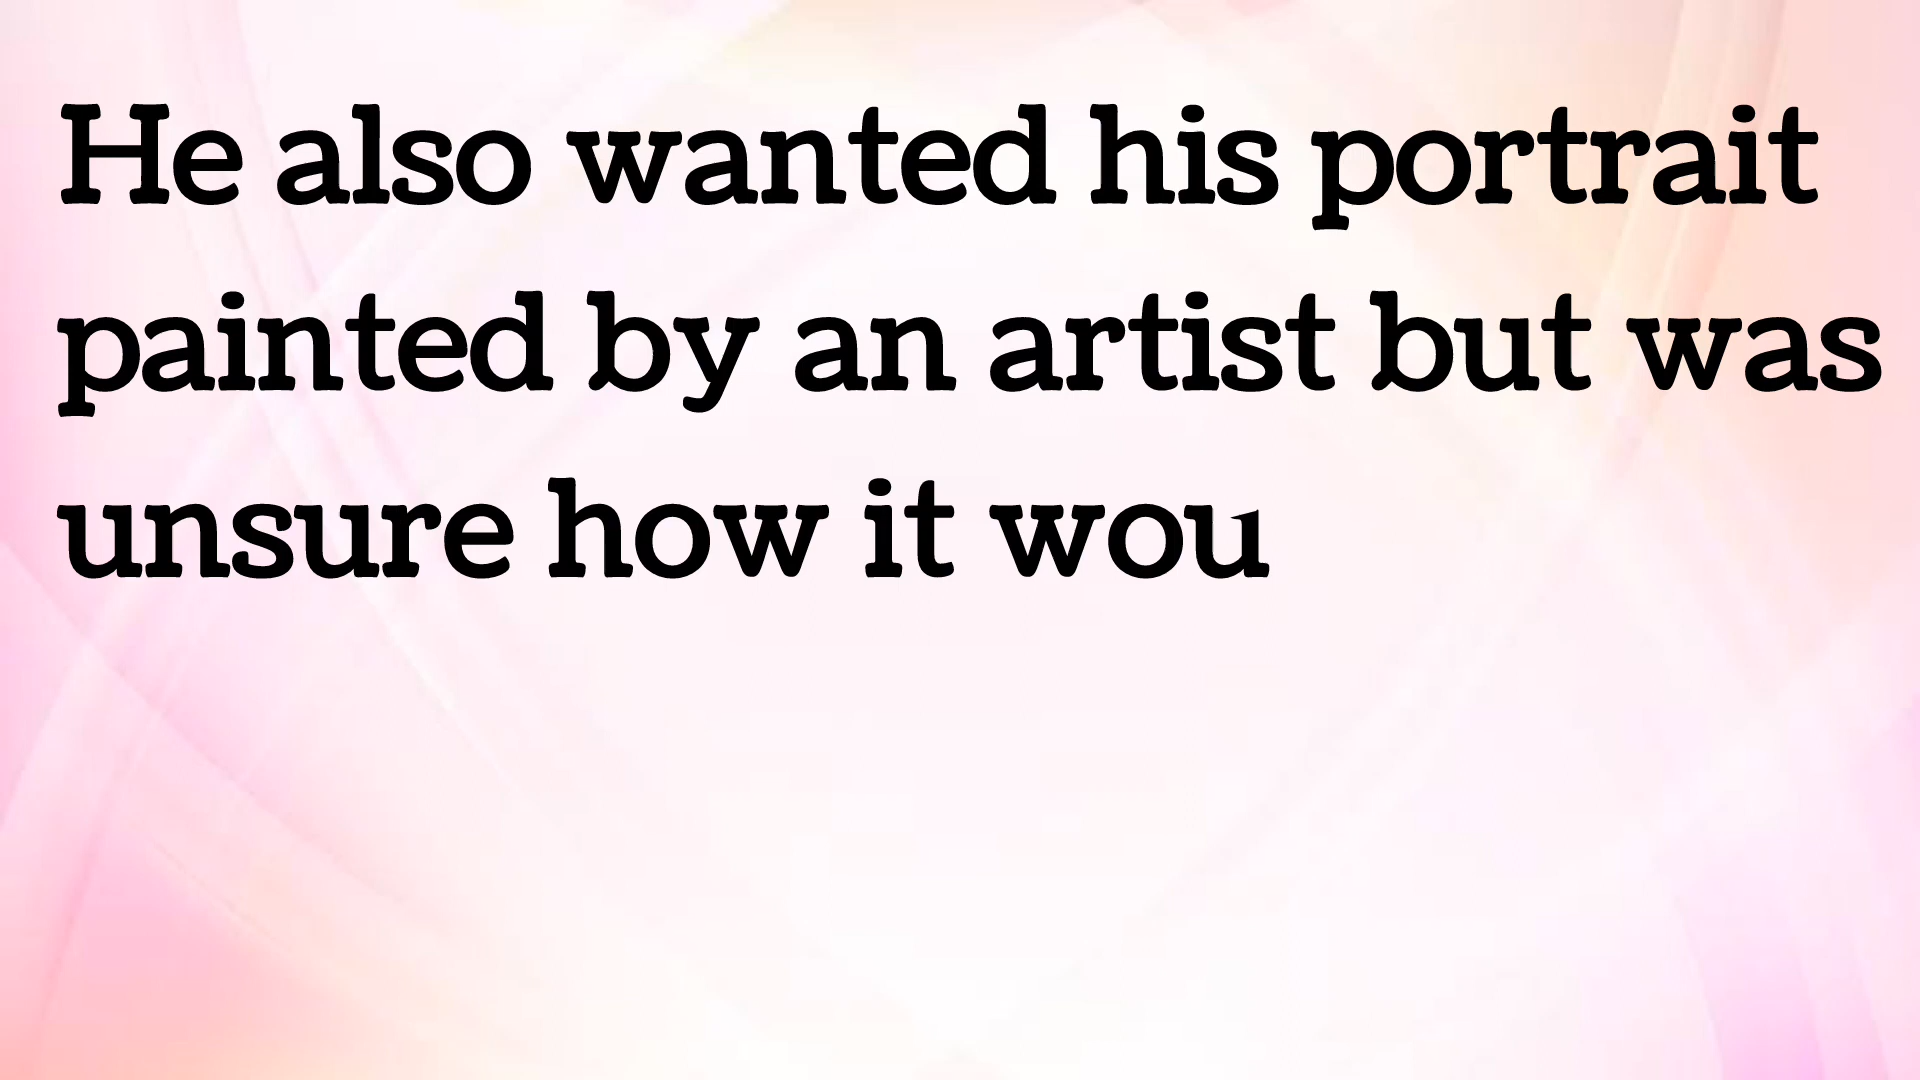 He also wanted his portrait
painted by an artist but was
unsure how it wou